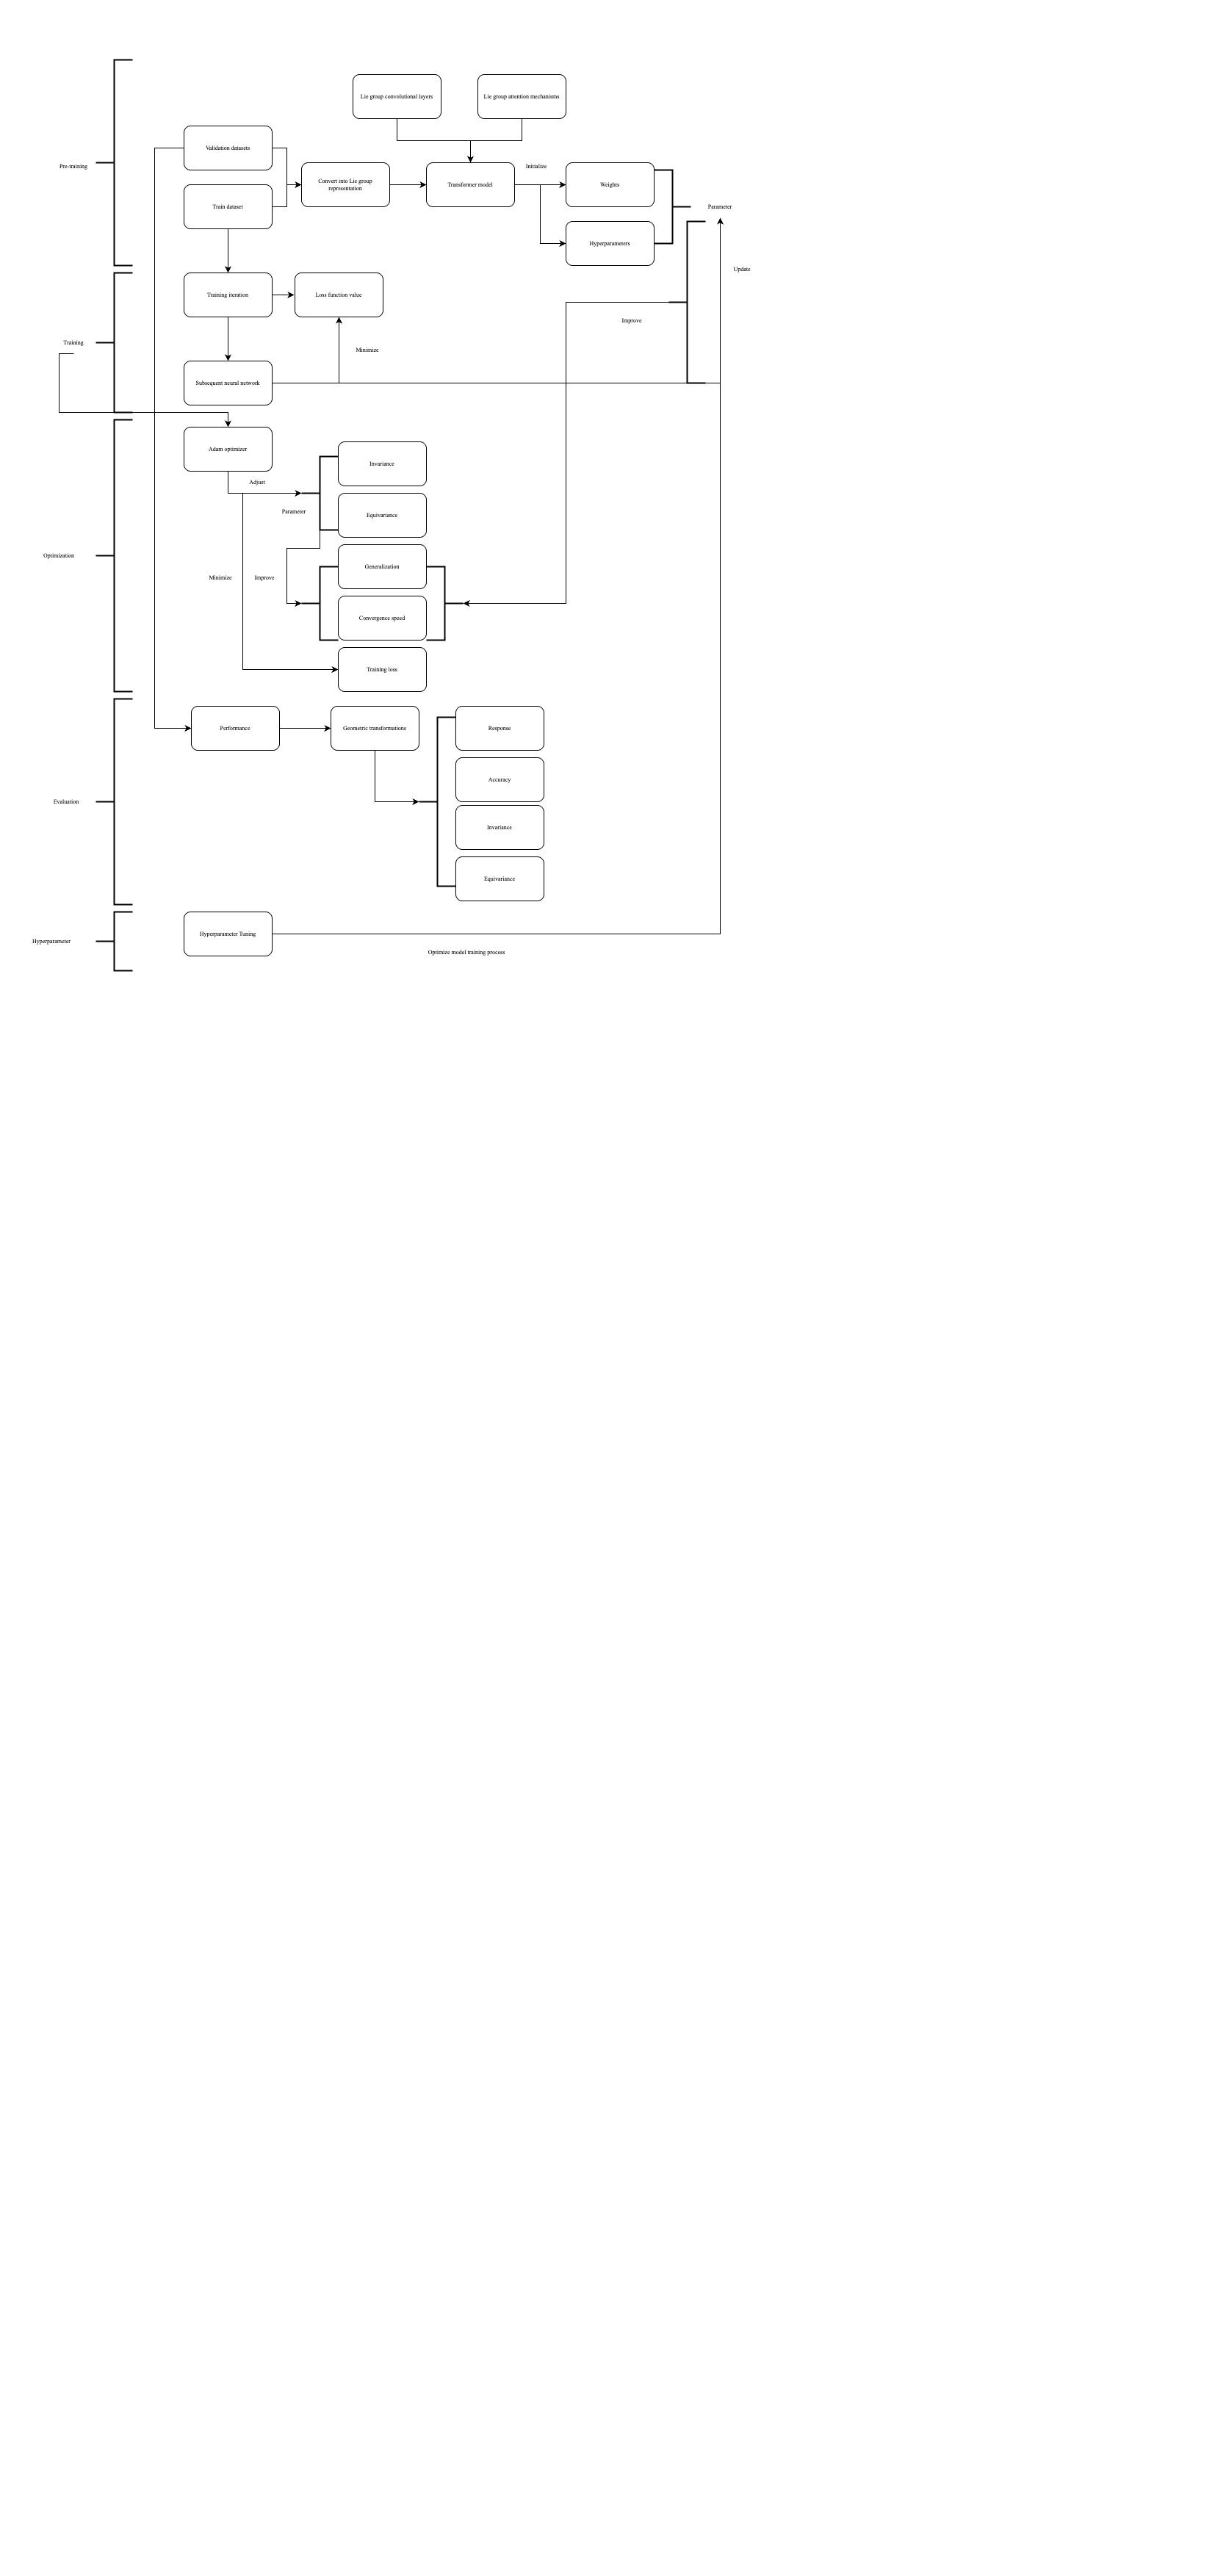 Lie group convolutional layers
Lie group attention mechanisms
Validation datasets
Pre-training
Initialize
Convert into Lie group
representation
Transformer model
Weights
Train dataset
Parameter
Hyperparameters
Update
Training iteration
Loss function value
Improve
Training
Minimize
Subsequent neural network
Adam optimizer
Invariance
Adjust
Parameter
Equivariance
Optimization
Generalization
Minimize
Improve
Convergence speed
Training loss
Performance
Geometric transformations
Response
Accuracy
Evaluation
Invariance
Equivariance
Hyperparameter Tuning
Hyperparameter
Optimize model training process